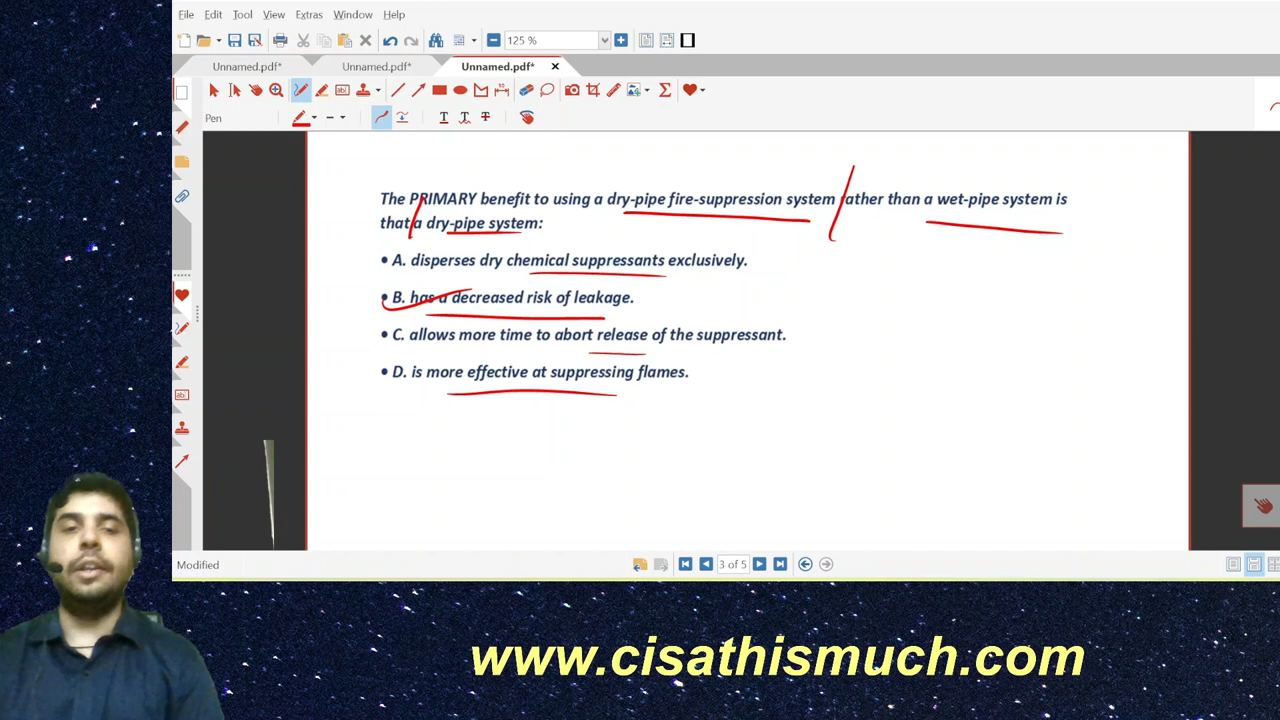 File Edit Tool View Extras Window Help
125 %
Unnamed.pdf* Unnamed.pdf* Unnamed.pdf*
Pen
The PRIMARY benefit to using a dry-pipe fire-suppression system rather than a wet-pipe system is
that a dry-pipe system:
• A. disperses dry chemical suppressants exclusively.
• B. has a decreased risk of leakage.
• C. allows more time to abort release of the suppressant.
• D. is more effective at suppressing flames.
Modified
3 of 5
www.cisathismuch.com